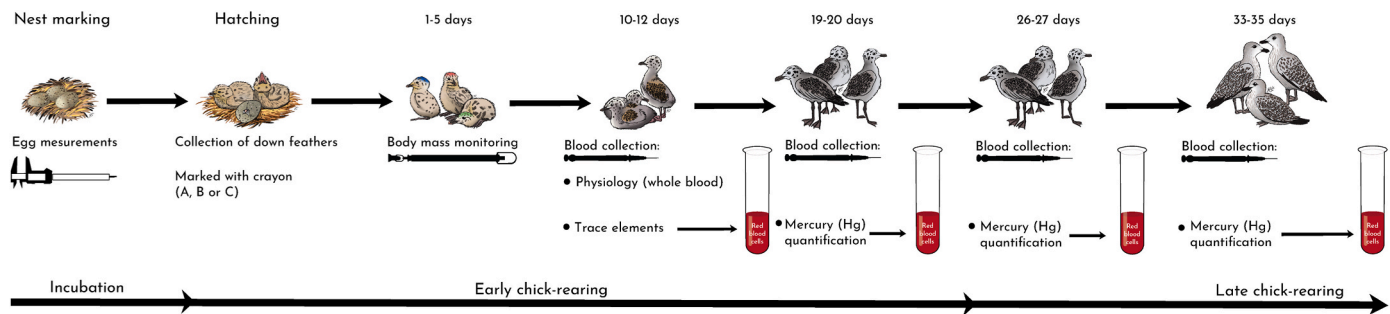 Nest marking
Hatching
1-5 days
10-12 days
19-20 days
26-27 days
33-35 days
Egg mesurements
Collection of down feathers
Marked with crayon
(A, B or C)
Body mass monitoring
Blood collection:
• Physiology (whole blood)
• Trace elements
Red
blood
cells
Blood collection:
• Mercury (Hg)
quantification
Red
blood
cells
Blood collection:
• Mercury (Hg)
quantification
Red
blood
cells
Blood collection:
• Mercury (Hg)
quantification
Red
blood
cells
Incubation
Early chick-rearing
Late chick-rearing